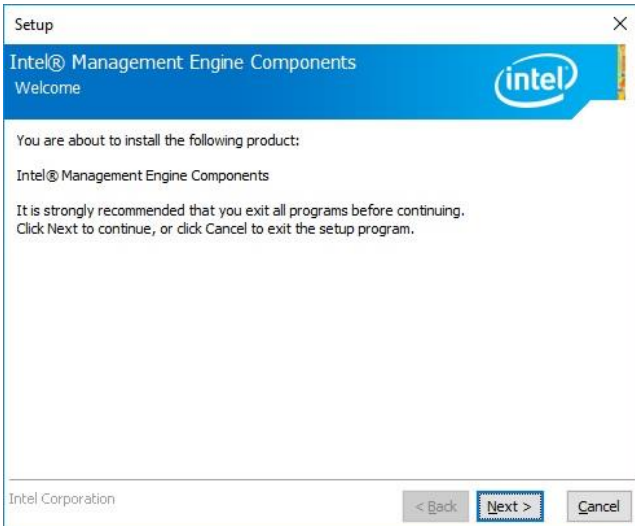 Setup
Intel® Management Engine Components
Welcome
intel
You are about to install the following product:
Intel® Management Engine Components
It is strongly recommended that you exit all programs before continuing.
Click Next to continue, or click Cancel to exit the setup program.
Intel Corporation
< Back
Next >
Cancel